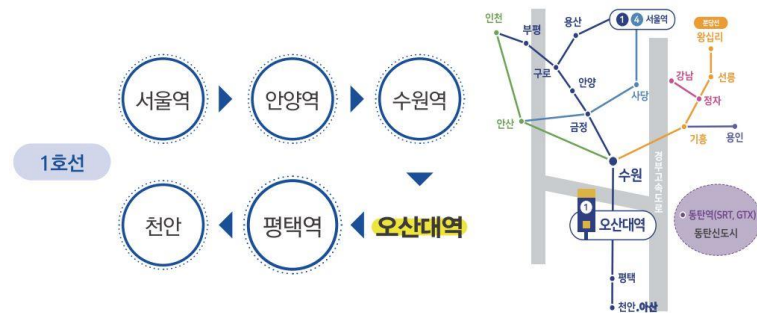 1호선
서울역
안양역
수원역
오산대역
평택역
천안
인천
부평
용산
1 4 서울역
분당선
왕십리
구로
안양
사당
강남
선릉
정자
안산
금정
기흥
용인
수원
경부고속도로
1
오산대역
동탄역(SRT, GTX)
동탄신도시
평택
천안.아산